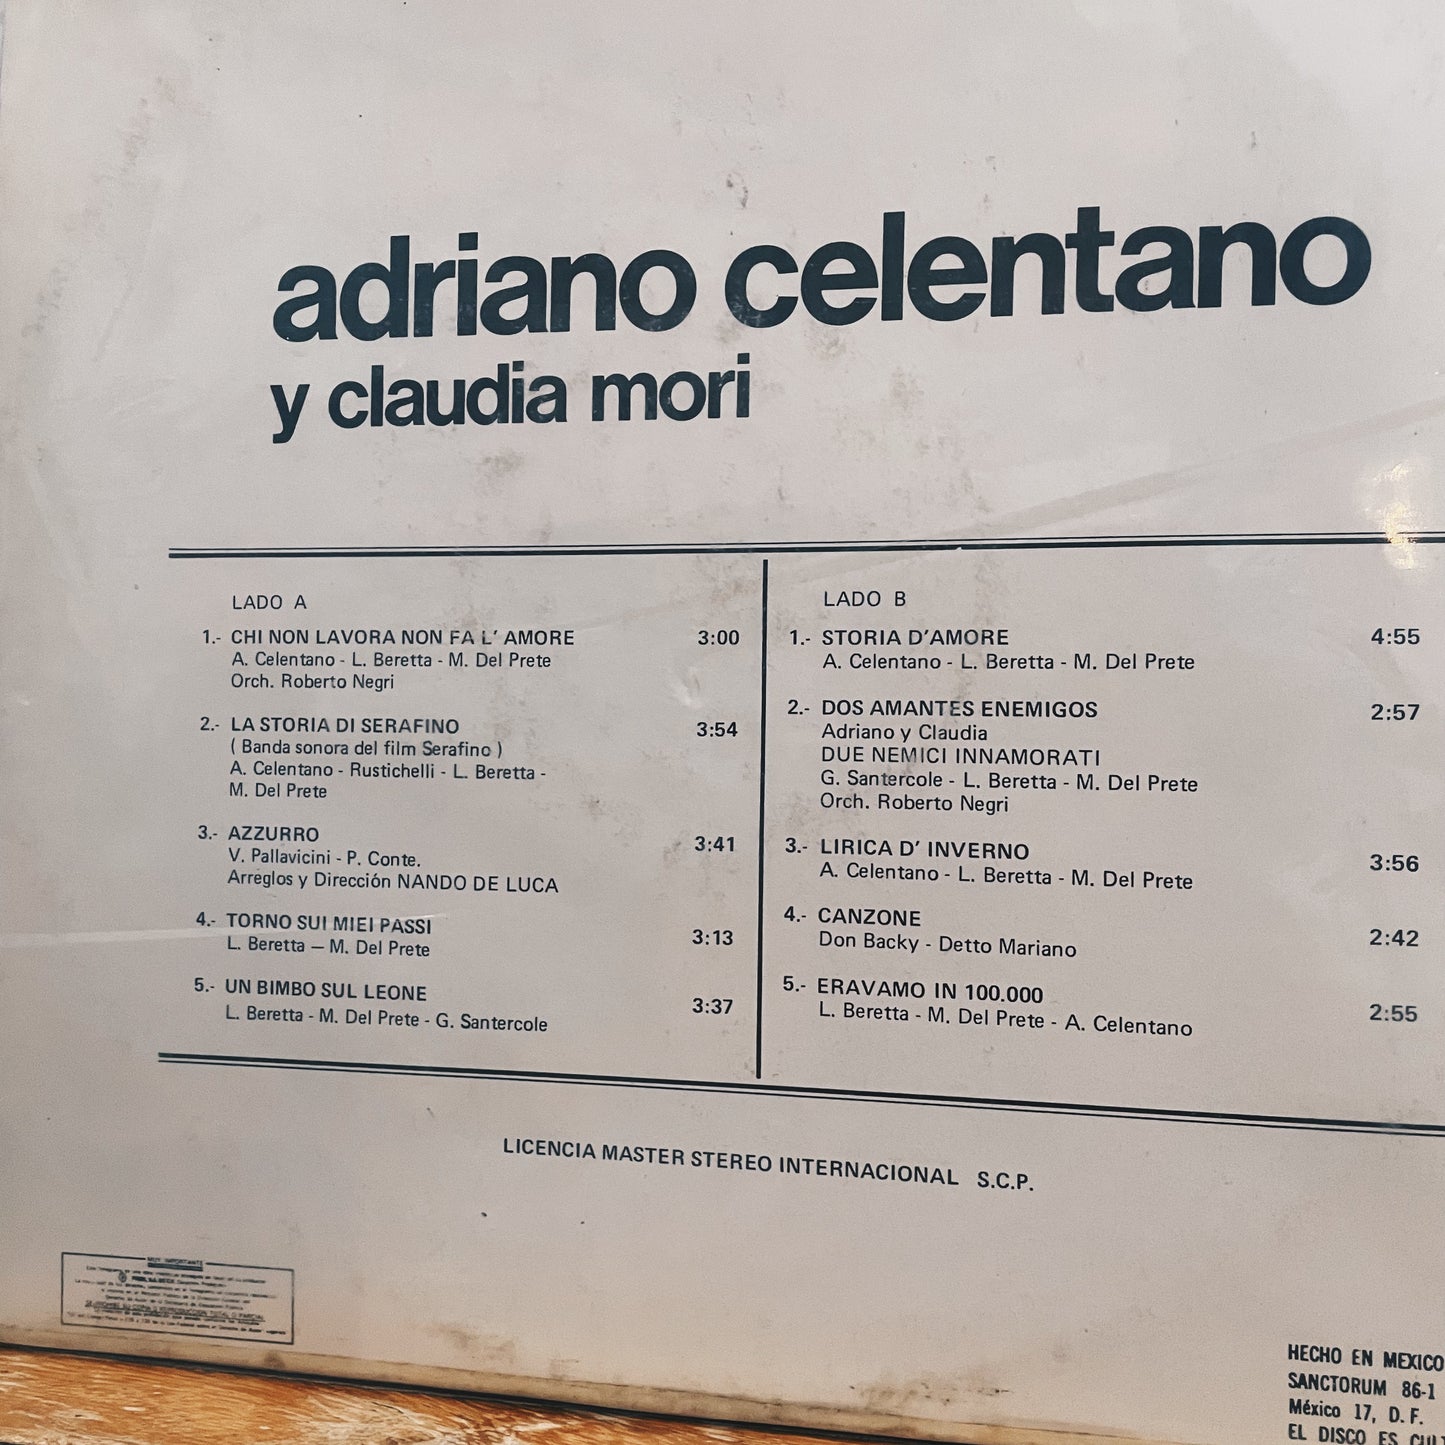 adriano celentano
y claudia mori
LADO A
1.- CHI NON LAVORA NON FA L' AMORE 3:00
A. Celentano - L. Beretta - M. Del Prete
Orch. Roberto Negri
2.- LA STORIA DI SERAFINO 3:54
( Banda sonora del film Serafino )
A. Celentano - Rustichelli - L. Beretta -
M. Del Prete
3.- AZZURRO 3:41
V. Pallavicini - P. Conte.
Arreglos y Dirección NANDO DE LUCA
4.- TORNO SUI MIEI PASSI 3:13
L. Beretta — M. Del Prete
5.- UN BIMBO SUL LEONE 3:37
L. Beretta - M. Del Prete - G. Santercole
LADO B
1.- STORIA D'AMORE 4:55
A. Celentano - L. Beretta - M. Del Prete
2.- DOS AMANTES ENEMIGOS 2:57
Adriano y Claudia
DUE NEMICI INNAMORATI
G. Santercole - L. Beretta - M. Del Prete
Orch. Roberto Negri
3.- LIRICA D' INVERNO 3:56
A. Celentano - L. Beretta - M. Del Prete
4.- CANZONE 2:42
Don Backy - Detto Mariano
5.- ERAVAMO IN 100.000 2:55
L. Beretta - M. Del Prete - A. Celentano
LICENCIA MASTER STEREO INTERNACIONAL S.C.P.
MUY IMPORTANTE
HECHO EN MEXICO
SANCTORUM 86-1
México 17, D.F.
EL DISCO ES